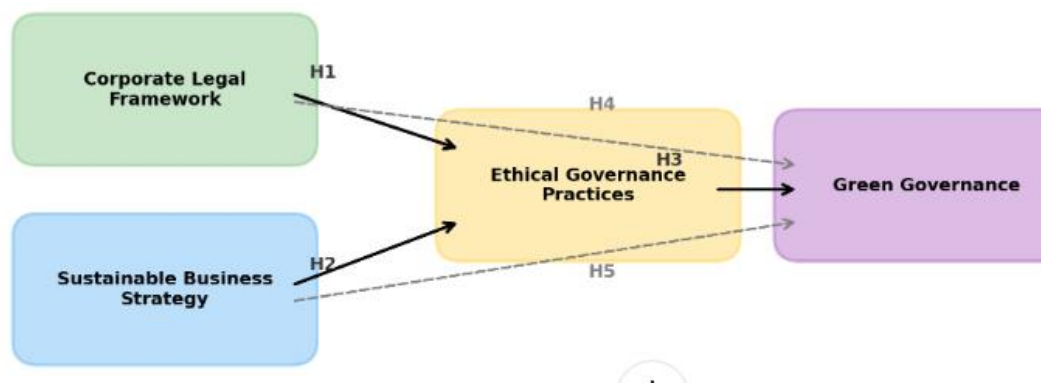 Corporate Legal
Framework
H1
H4
H3
Ethical Governance
Practices
Green Governance
H2
Sustainable Business
Strategy
H5